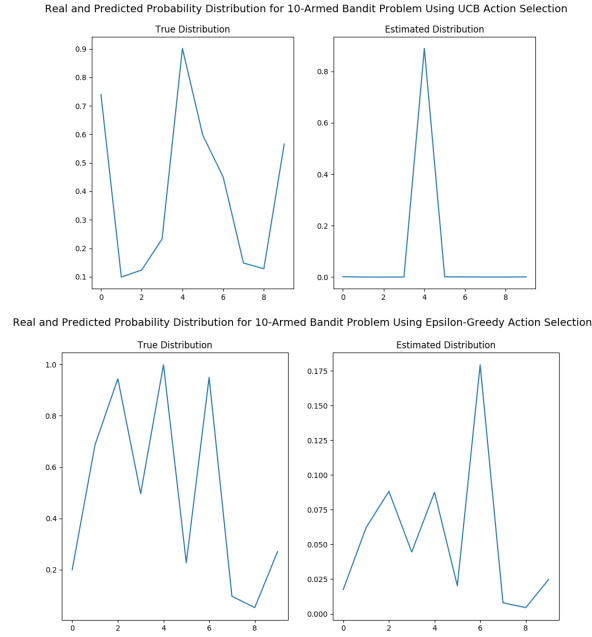 Real and Predicted Probability Distribution for 10-Armed Bandit Problem Using UCB Action Selection
True Distribution
Estimated Distribution
0.9
0.8
0.7
0.6
0.5
0.4
0.3
0.2
0.1
0 2 4 6 8
0.8
0.6
0.4
0.2
0.0
0 2 4 6 8
Real and Predicted Probability Distribution for 10-Armed Bandit Problem Using Epsilon-Greedy Action Selection
True Distribution
Estimated Distribution
1.0
0.8
0.6
0.4
0.2
0 2 4 6 8
0.175
0.150
0.125
0.100
0.075
0.050
0.025
0.000
0 2 4 6 8